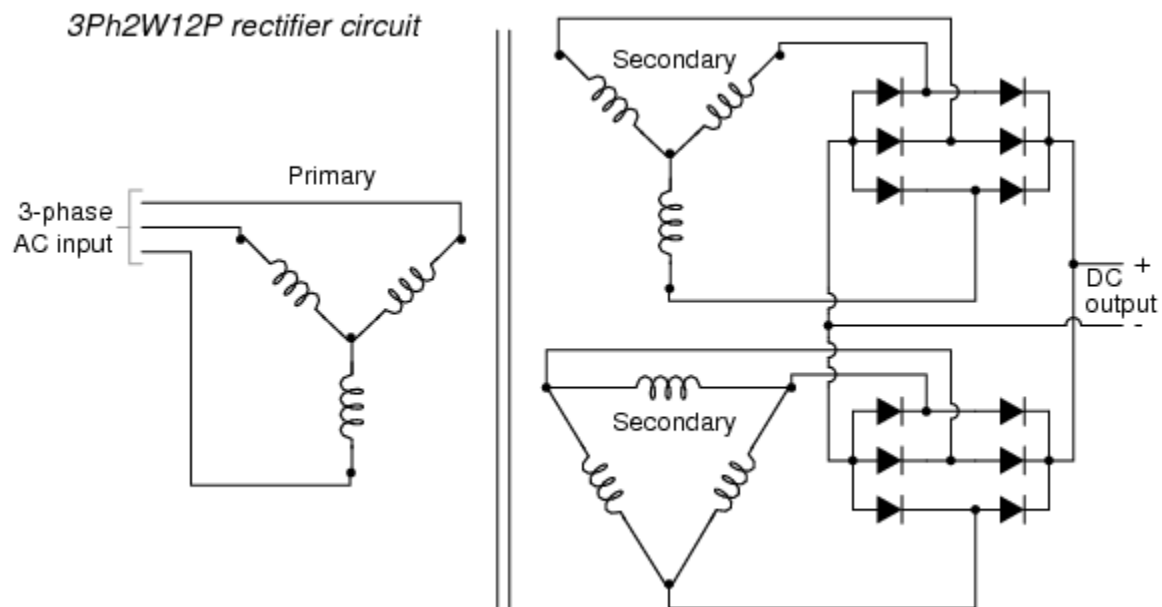 3Ph2W12P rectifier circuit
Secondary
Primary
3-phase
AC input
DC
output
+
-
Secondary